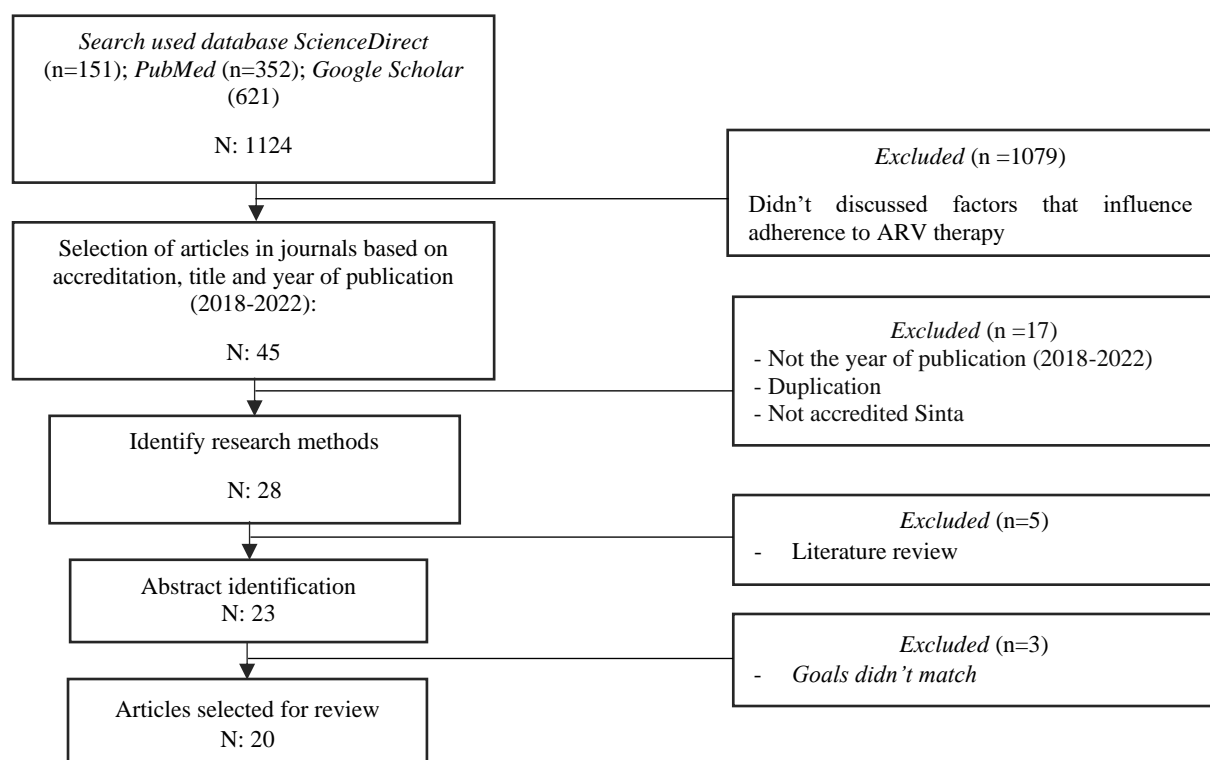 Search used database ScienceDirect
(n=151); PubMed (n=352); Google Scholar
(621)
N: 1124
Excluded (n =1079)
Didn't discussed factors that influence
adherence to ARV therapy
Selection of articles in journals based on
accreditation, title and year of publication
(2018-2022):
N: 45
Excluded (n =17)
- Not the year of publication (2018-2022)
- Duplication
- Not accredited Sinta
Identify research methods
N: 28
Excluded (n=5)
- Literature review
Abstract identification
N: 23
Excluded (n=3)
- Goals didn't match
Articles selected for review
N: 20